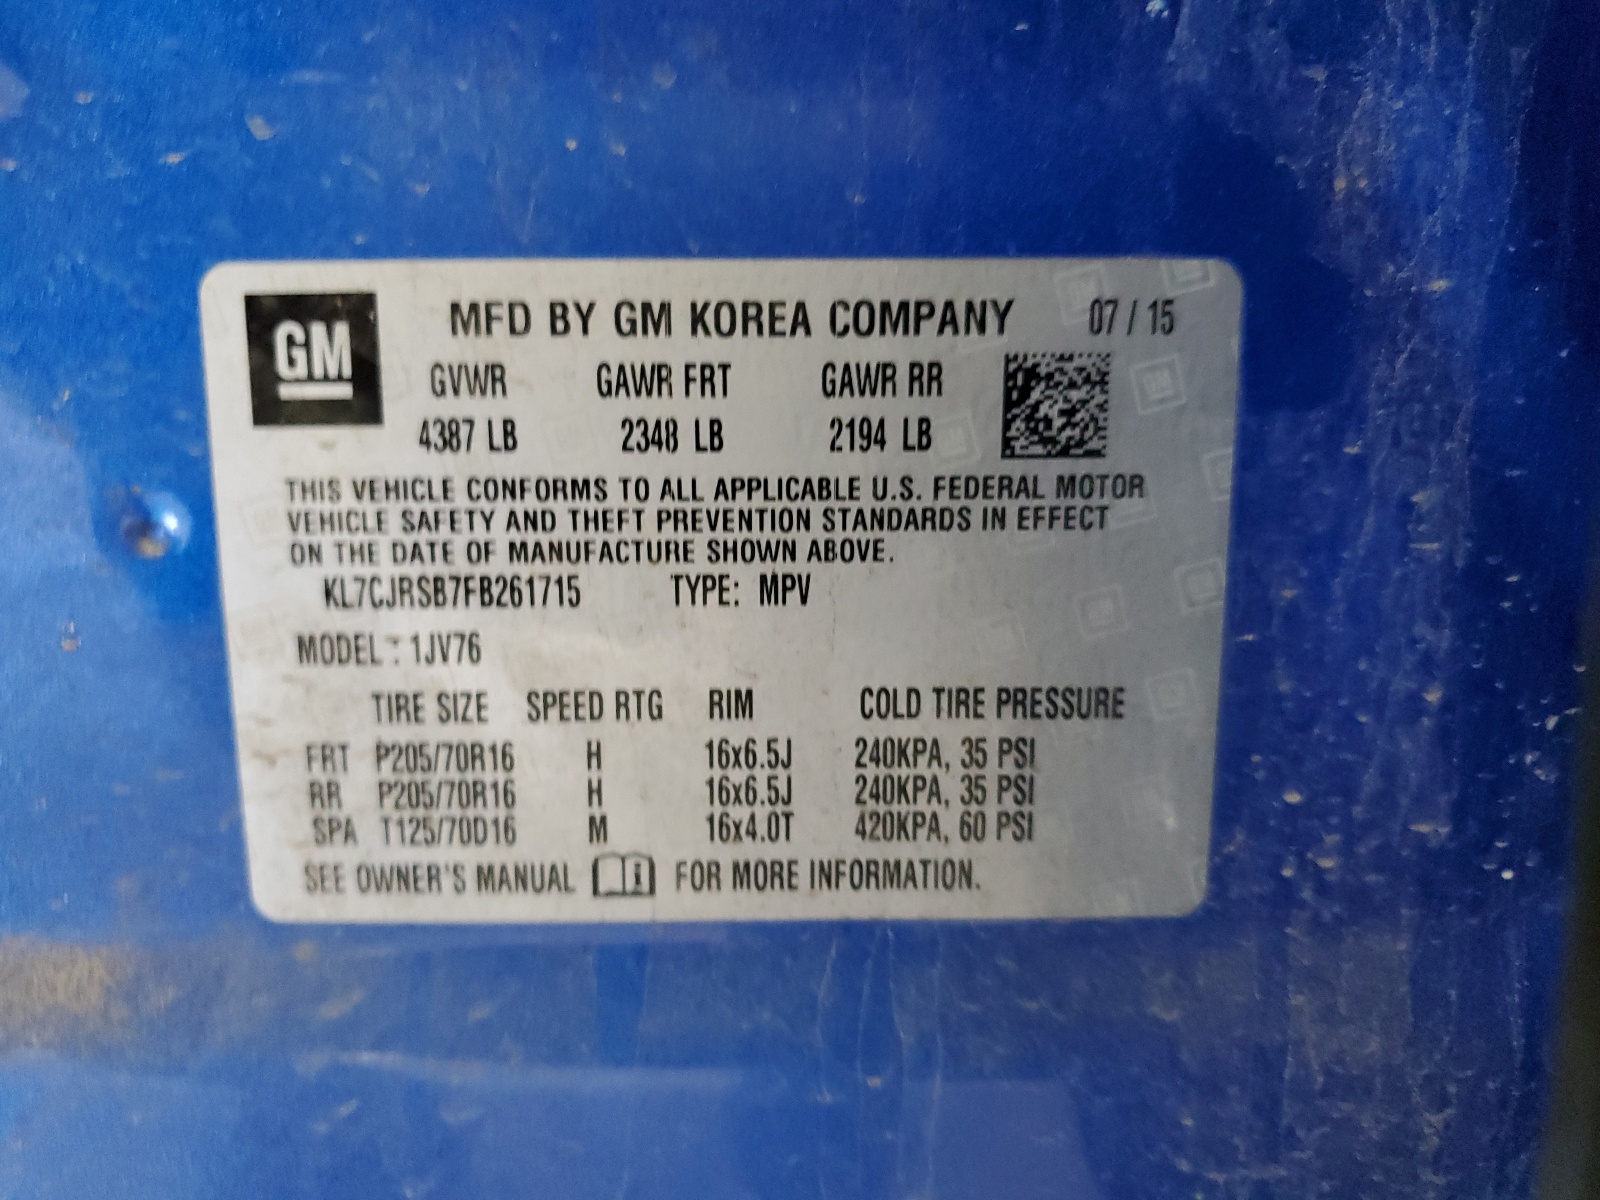 GM
MFD BY GM KOREA COMPANY 07 / 15
GVWR GAWR FRT GAWR RR
4387 LB 2348 LB 2194 LB
THIS VEHICLE CONFORMS TO ALL APPLICABLE U.S. FEDERAL MOTOR
VEHICLE SAFETY AND THEFT PREVENTION STANDARDS IN EFFECT
ON THE DATE OF MANUFACTURE SHOWN ABOVE.
KL7CJRSB7FB261715 TYPE: MPV
MODEL : 1JV76
TIRE SIZE SPEED RTG RIM COLD TIRE PRESSURE
FRT P205/70R16 H 16x6.5J 240KPA, 35 PSI
RR P205/70R16 H 16x6.5J 240KPA, 35 PSI
SPA T125/70D16 M 16x4.0T 420KPA, 60 PSI
SEE OWNER'S MANUAL i FOR MORE INFORMATION.